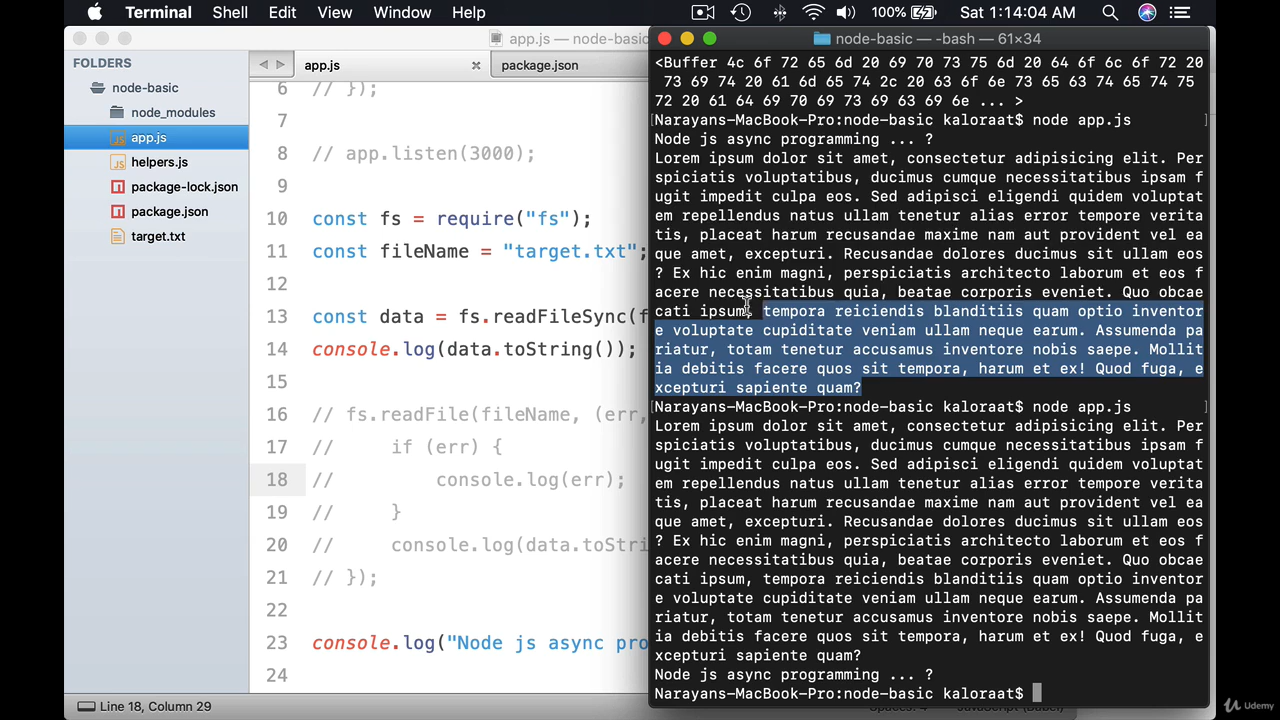 Terminal Shell Edit View Window Help 100% Sat 1:14:04 AM
app.js — node-basic
node-basic — -bash — 61×34
FOLDERS
node-basic
node_modules
app.js
helpers.js
package-lock.json
package.json
target.txt
app.js × package.json
6 // });
7
8 // app.listen(3000);
9
10 const fs = require("fs");
11 const fileName = "target.txt";
12
13 const data = fs.readFileSync(f
14 console.log(data.toString());
15
16 // fs.readFile(fileName, (err,
17 // if (err) {
18 // console.log(err);
19 // }
20 // console.log(data.toStri
21 // });
22
23 console.log("Node js async pro
24
Line 18, Column 29
<Buffer 4c 6f 72 65 6d 20 69 70 73 75 6d 20 64 6f 6c 6f 72 20
73 69 74 20 61 6d 65 74 2c 20 63 6f 6e 73 65 63 74 65 74 75
72 20 61 64 69 70 69 73 69 63 69 6e ... >
[Narayans-MacBook-Pro:node-basic kaloraat$ node app.js ]
Node js async programming ... ?
Lorem ipsum dolor sit amet, consectetur adipisicing elit. Per
spiciatis voluptatibus, ducimus cumque necessitatibus ipsam f
ugit impedit culpa eos. Sed adipisci eligendi quidem voluptat
em repellendus natus ullam tenetur alias error tempore verita
tis, placeat harum recusandae maxime nam aut provident vel ea
que amet, excepturi. Recusandae dolores ducimus sit ullam eos
? Ex hic enim magni, perspiciatis architecto laborum et eos f
acere necessitatibus quia, beatae corporis eveniet. Quo obcae
cati ipsum, tempora reiciendis blanditiis quam optio inventor
e voluptate cupiditate veniam ullam neque earum. Assumenda pa
riatur, totam tenetur accusamus inventore nobis saepe. Mollit
ia debitis facere quos sit tempora, harum et ex! Quod fuga, e
xcepturi sapiente quam?
[Narayans-MacBook-Pro:node-basic kaloraat$ node app.js ]
Lorem ipsum dolor sit amet, consectetur adipisicing elit. Per
spiciatis voluptatibus, ducimus cumque necessitatibus ipsam f
ugit impedit culpa eos. Sed adipisci eligendi quidem voluptat
em repellendus natus ullam tenetur alias error tempore verita
tis, placeat harum recusandae maxime nam aut provident vel ea
que amet, excepturi. Recusandae dolores ducimus sit ullam eos
? Ex hic enim magni, perspiciatis architecto laborum et eos f
acere necessitatibus quia, beatae corporis eveniet. Quo obcae
cati ipsum, tempora reiciendis blanditiis quam optio inventor
e voluptate cupiditate veniam ullam neque earum. Assumenda pa
riatur, totam tenetur accusamus inventore nobis saepe. Mollit
ia debitis facere quos sit tempora, harum et ex! Quod fuga, e
xcepturi sapiente quam?
Node js async programming ... ?
Narayans-MacBook-Pro:node-basic kaloraat$
Udemy